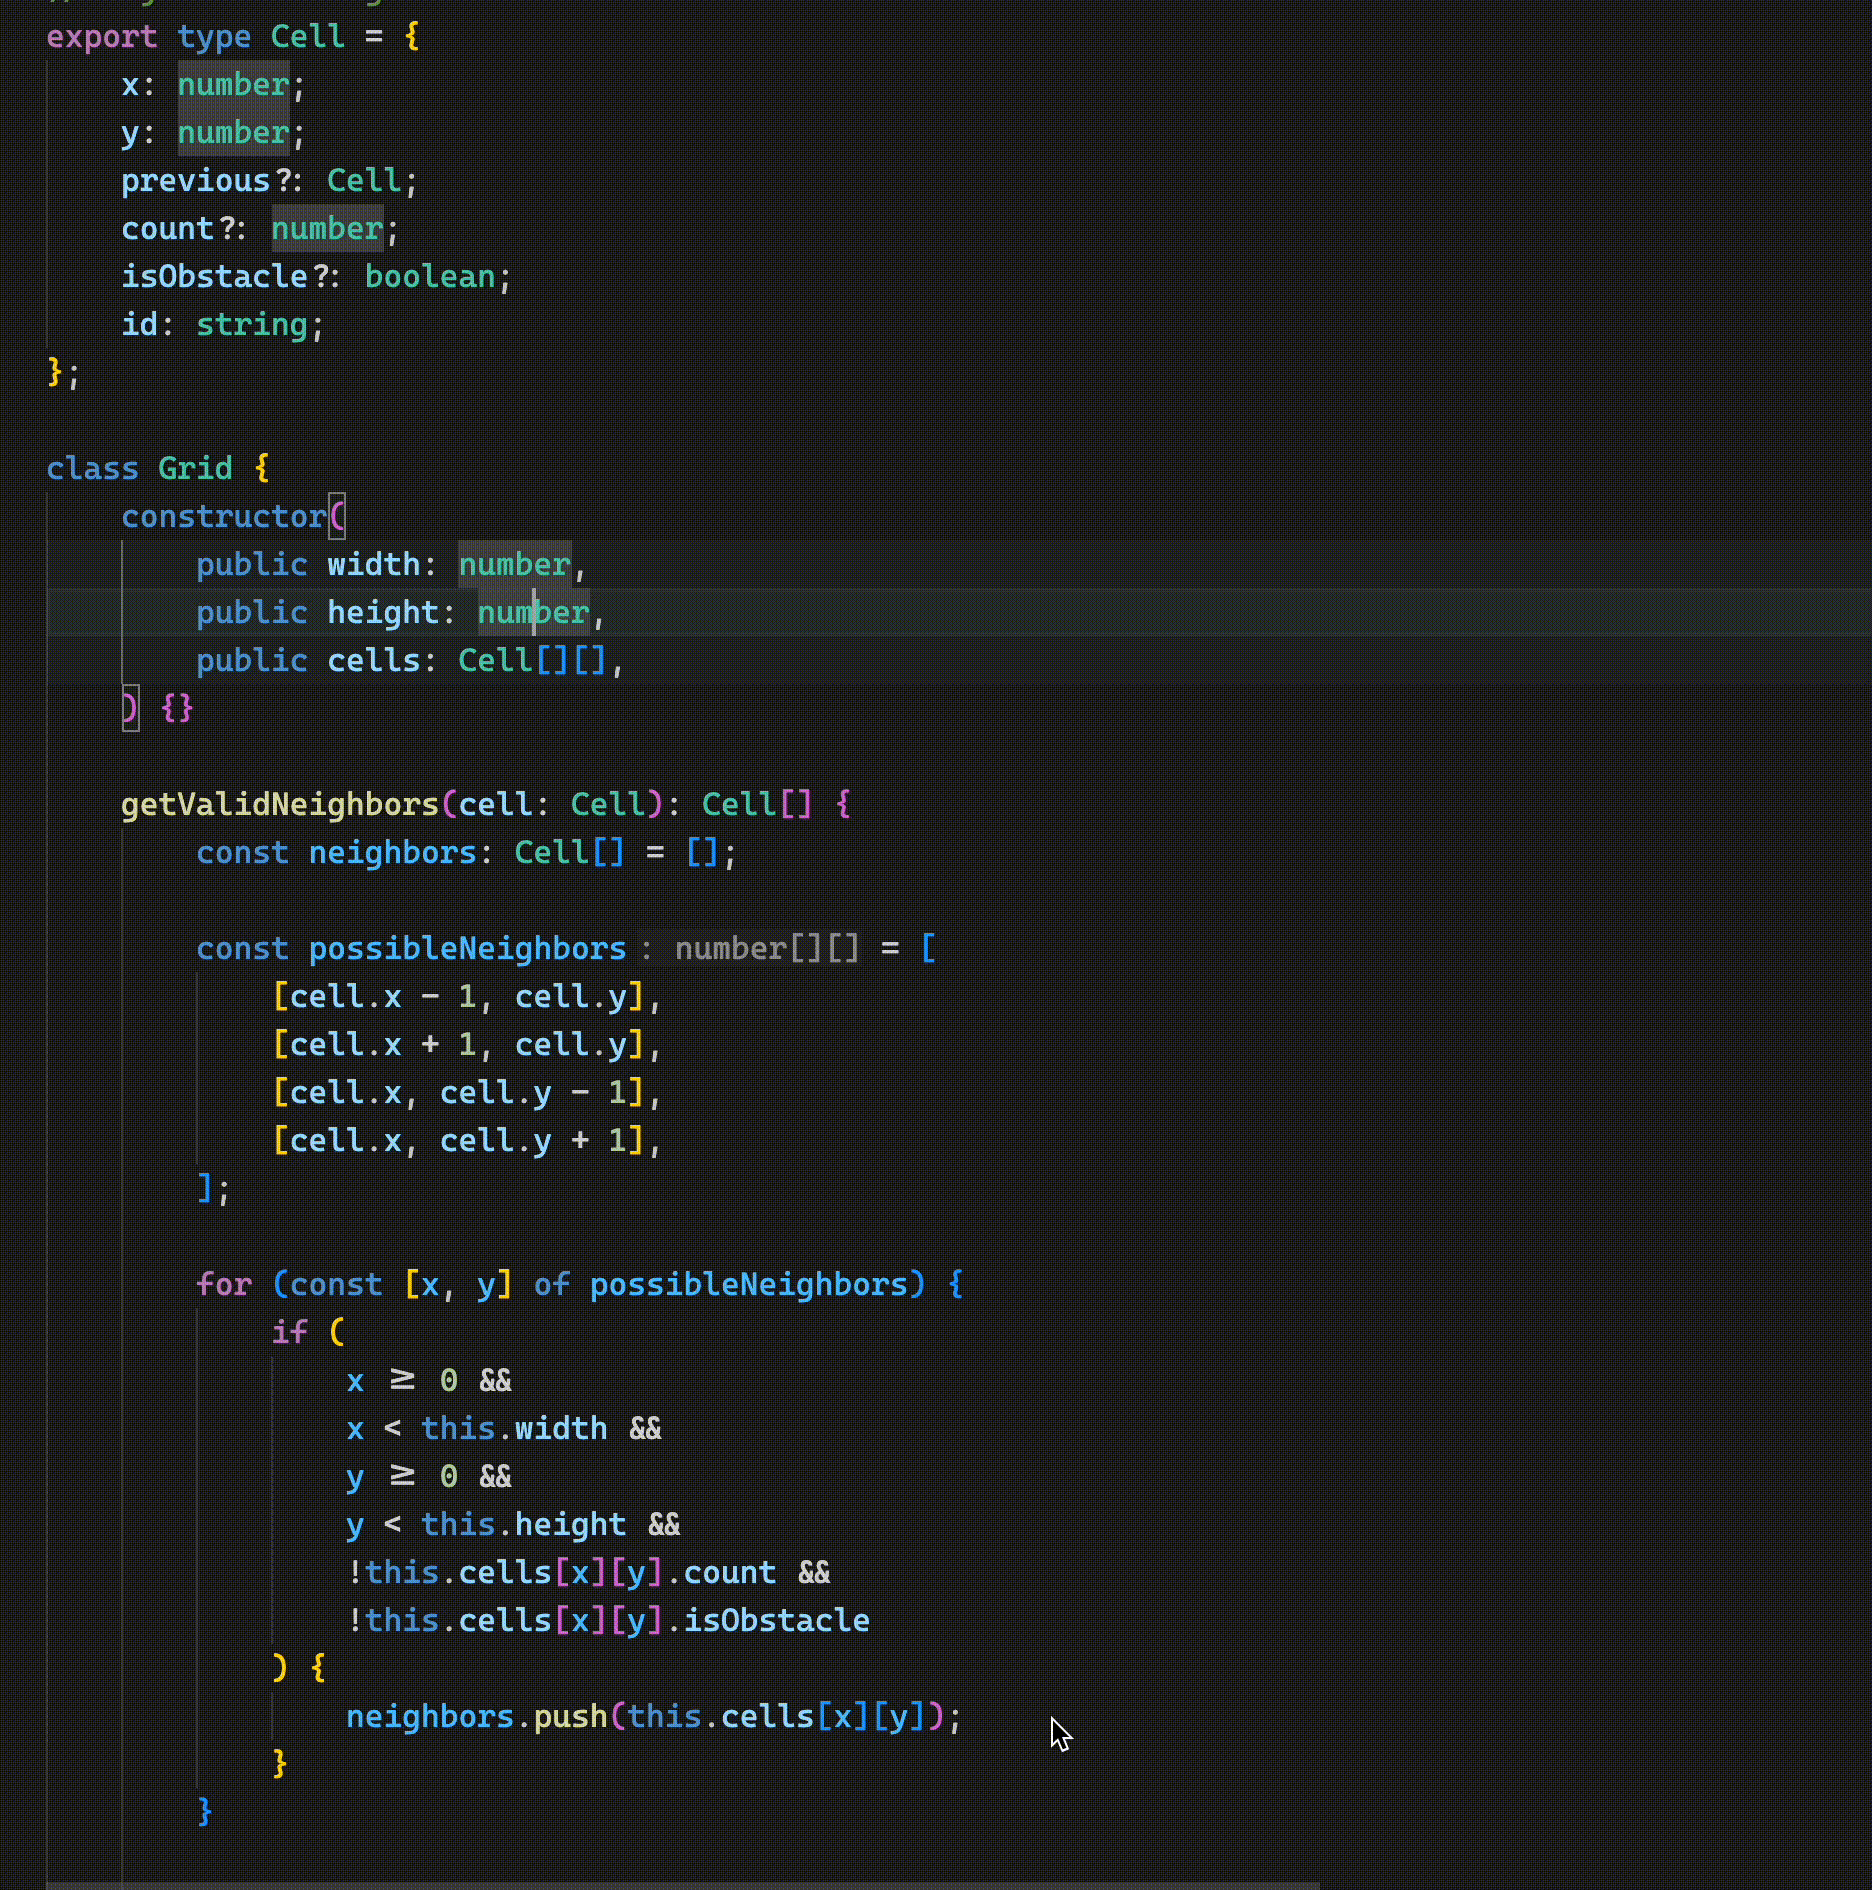 export type Cell = {
    x: number;
    y: number;
    previous?: Cell;
    count?: number;
    isObstacle?: boolean;
    id: string;
};
class Grid {
    constructor(
        public width: number,
        public height: number,
        public cells: Cell[][],
    ) {}
    getValidNeighbors(cell: Cell): Cell[] {
        const neighbors: Cell[] = [];
        const possibleNeighbors: number[][] = [
            [cell.x - 1, cell.y],
            [cell.x + 1, cell.y],
            [cell.x, cell.y - 1],
            [cell.x, cell.y + 1],
        ];
        for (const [x, y] of possibleNeighbors) {
            if (
                x ≥ 0 &&
                x < this.width &&
                y ≥ 0 &&
                y < this.height &&
                !this.cells[x][y].count &&
                !this.cells[x][y].isObstacle
            ) {
                neighbors.push(this.cells[x][y]);
            }
        }